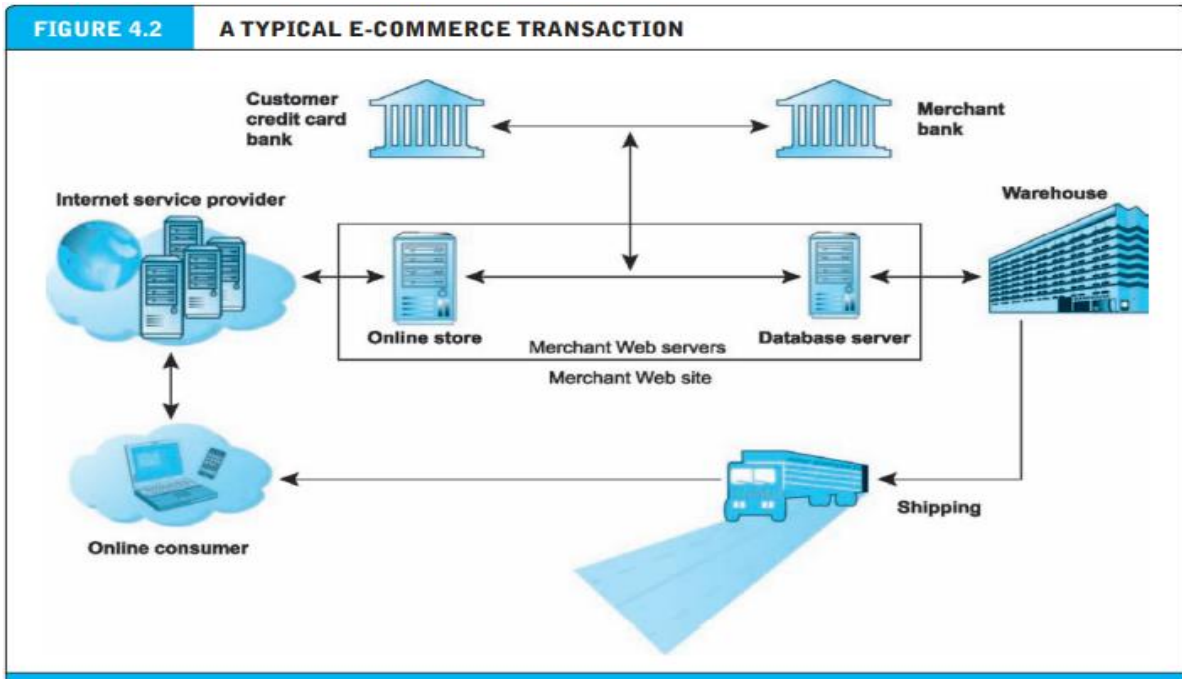 FIGURE 4.2
A TYPICAL E-COMMERCE TRANSACTION
Customer
credit card
bank
Merchant
bank
Internet service provider
Warehouse
Online store
Database server
Merchant Web servers
Merchant Web site
Shipping
Online consumer